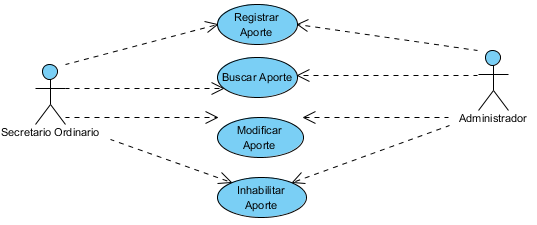 Registrar
Aporte
Buscar Aporte
Secretario Ordinario
Administrador
Modificar
Aporte
Inhabilitar
Aporte